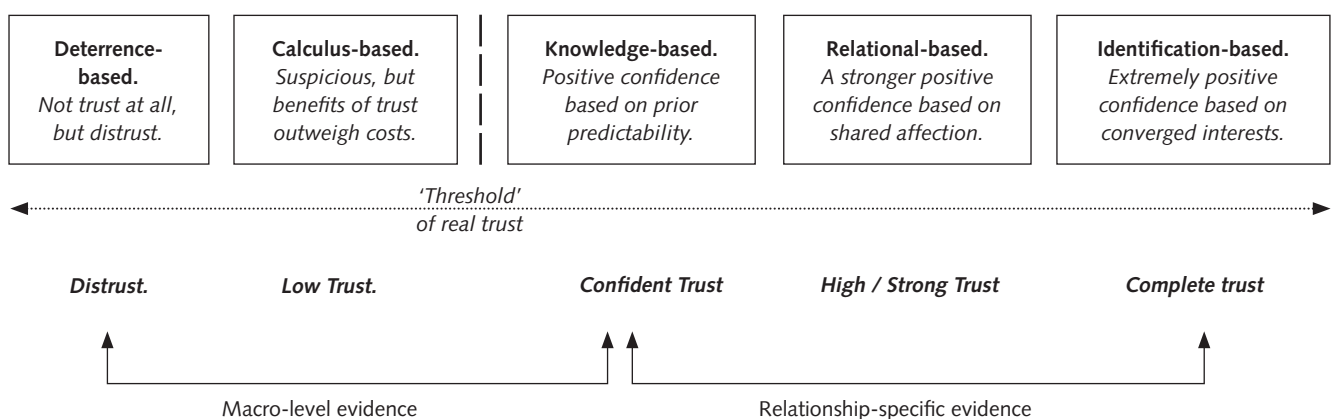 Deterrence-
based.
Not trust at all,
but distrust.
Calculus-based.
Suspicious, but
benefits of trust
outweigh costs.
Knowledge-based.
Positive confidence
based on prior
predictability.
Relational-based.
A stronger positive
confidence based on
shared affection.
Identification-based.
Extremely positive
confidence based on
converged interests.
‘Threshold’
of real trust
Distrust.
Low Trust.
Confident Trust
High / Strong Trust
Complete trust
Macro-level evidence
Relationship-specific evidence